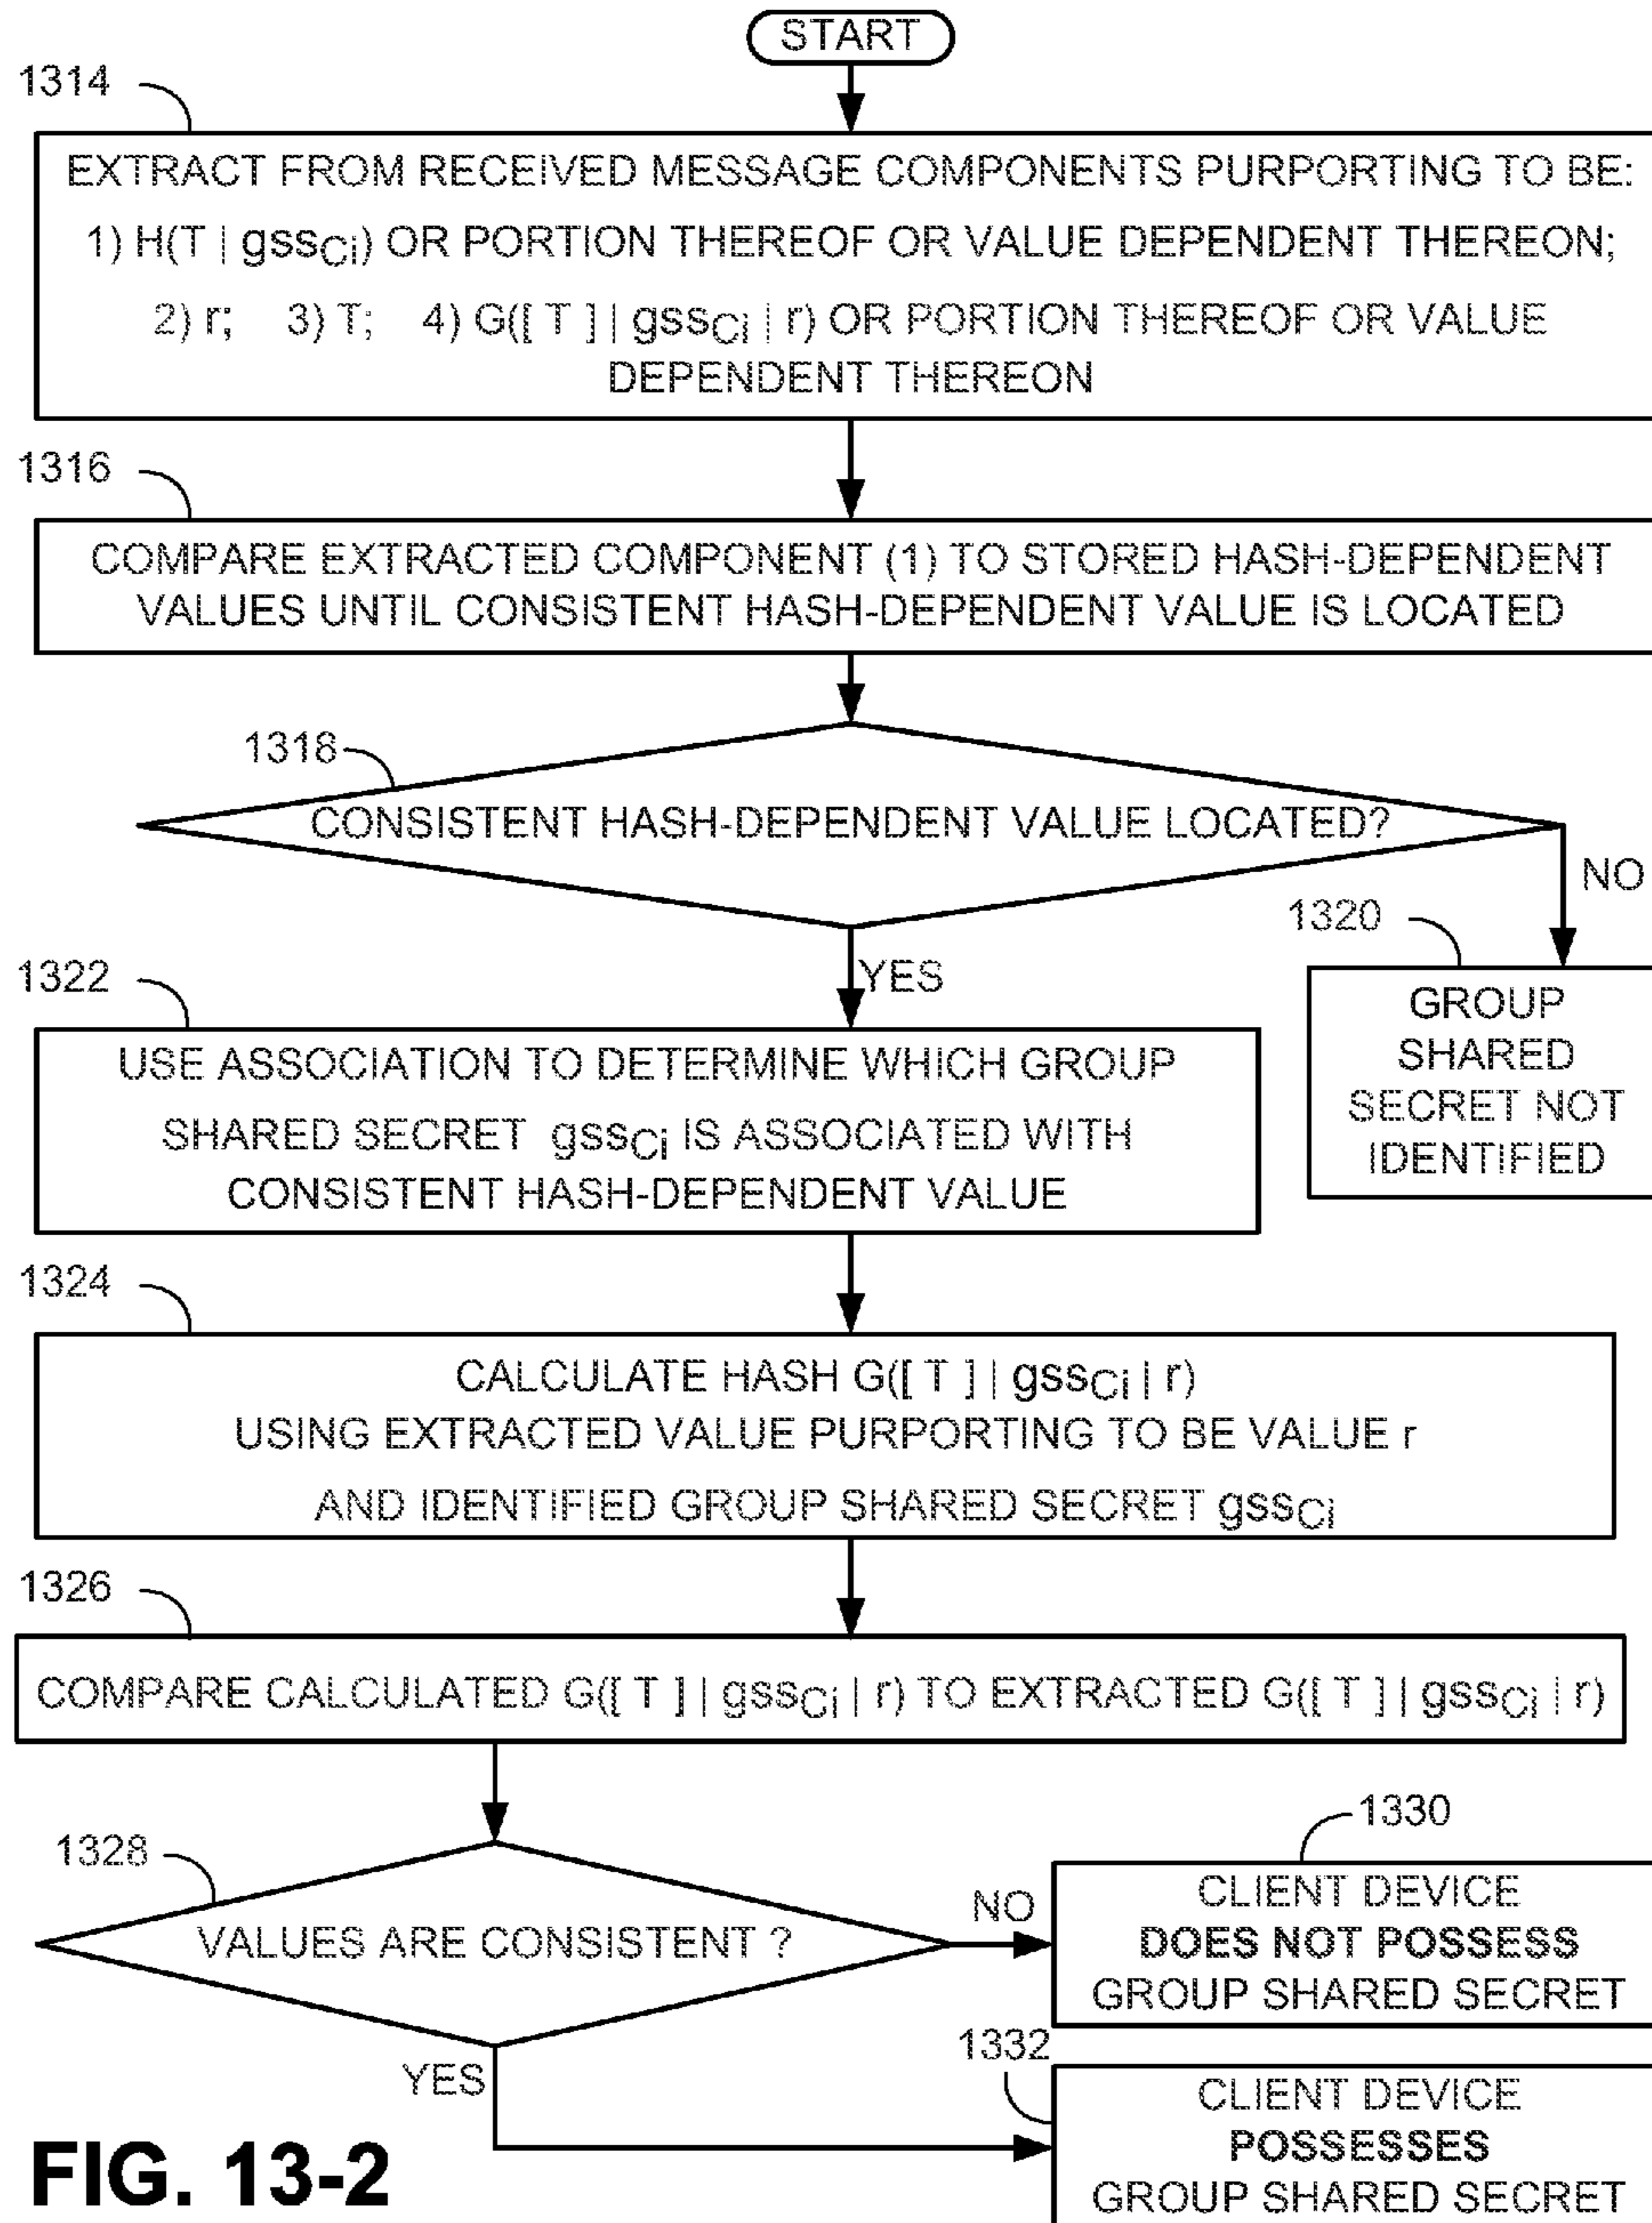 START
1314
EXTRACT FROM RECEIVED MESSAGE COMPONENTS PURPORTING TO BE:
1) H(T | gssCi) OR PORTION THEREOF OR VALUE DEPENDENT THEREON;
2) r; 3) T; 4) G([ T ] | gssCi | r) OR PORTION THEREOF OR VALUE
DEPENDENT THEREON
1316
COMPARE EXTRACTED COMPONENT (1) TO STORED HASH-DEPENDENT
VALUES UNTIL CONSISTENT HASH-DEPENDENT VALUE IS LOCATED
1318
CONSISTENT HASH-DEPENDENT VALUE LOCATED?
NO
1320
GROUP
SHARED
SECRET NOT
IDENTIFIED
YES
1322
USE ASSOCIATION TO DETERMINE WHICH GROUP
SHARED SECRET gssCi IS ASSOCIATED WITH
CONSISTENT HASH-DEPENDENT VALUE
1324
CALCULATE HASH G([ T ] | gssCi | r)
USING EXTRACTED VALUE PURPORTING TO BE VALUE r
AND IDENTIFIED GROUP SHARED SECRET gssCi
1326
COMPARE CALCULATED G([ T ] | gssCi | r) TO EXTRACTED G([ T ] | gssCi | r)
1328
VALUES ARE CONSISTENT ?
NO
1330
CLIENT DEVICE
DOES NOT POSSESS
GROUP SHARED SECRET
YES
1332
CLIENT DEVICE
POSSESSES
GROUP SHARED SECRET
FIG. 13-2